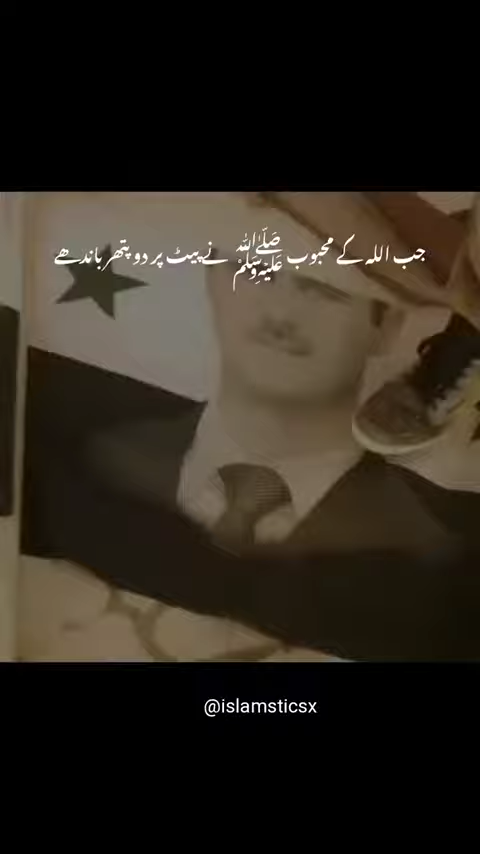 جب اللہ کے محبوب ﷺ نے پیٹ پر دو پتھر باندھے
@islamsticsx